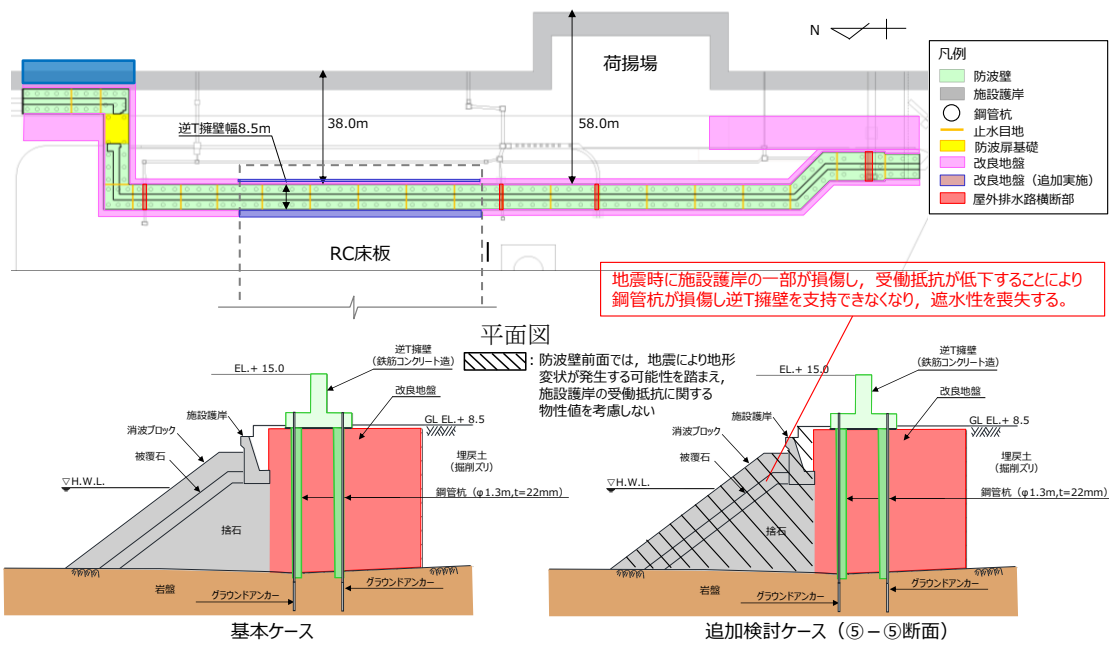 荷揚場
N
凡例
防波壁
施設護岸
鋼管杭
止水目地
防波扉基礎
改良地盤
改良地盤（追加実施）
屋外排水路横断部
逆T擁壁幅8.5m
38.0m
58.0m
RC床板
地震時に施設護岸の一部が損傷し，受働抵抗が低下することにより
鋼管杭が損傷し逆T擁壁を支持できなくなり，遮水性を喪失する。
平面図
：防波壁前面では，地震により地形
変状が発生する可能性を踏まえ，
施設護岸の受働抵抗に関する
物性値を考慮しない
逆T擁壁
（鉄筋コンクリート造）
EL.+ 15.0
改良地盤
施設護岸
GL EL.+ 8.5
消波ブロック
被覆石
埋戻土
（掘削ズリ）
▽H.W.L.
鋼管杭（φ1.3m,t=22mm）
捨石
岩盤
グラウンドアンカー
グラウンドアンカー
基本ケース
逆T擁壁
（鉄筋コンクリート造）
EL.+ 15.0
改良地盤
施設護岸
GL EL.+ 8.5
消波ブロック
被覆石
埋戻土
（掘削ズリ）
▽H.W.L.
鋼管杭（φ1.3m,t=22mm）
捨石
岩盤
グラウンドアンカー
グラウンドアンカー
追加検討ケース（⑤－⑤断面）